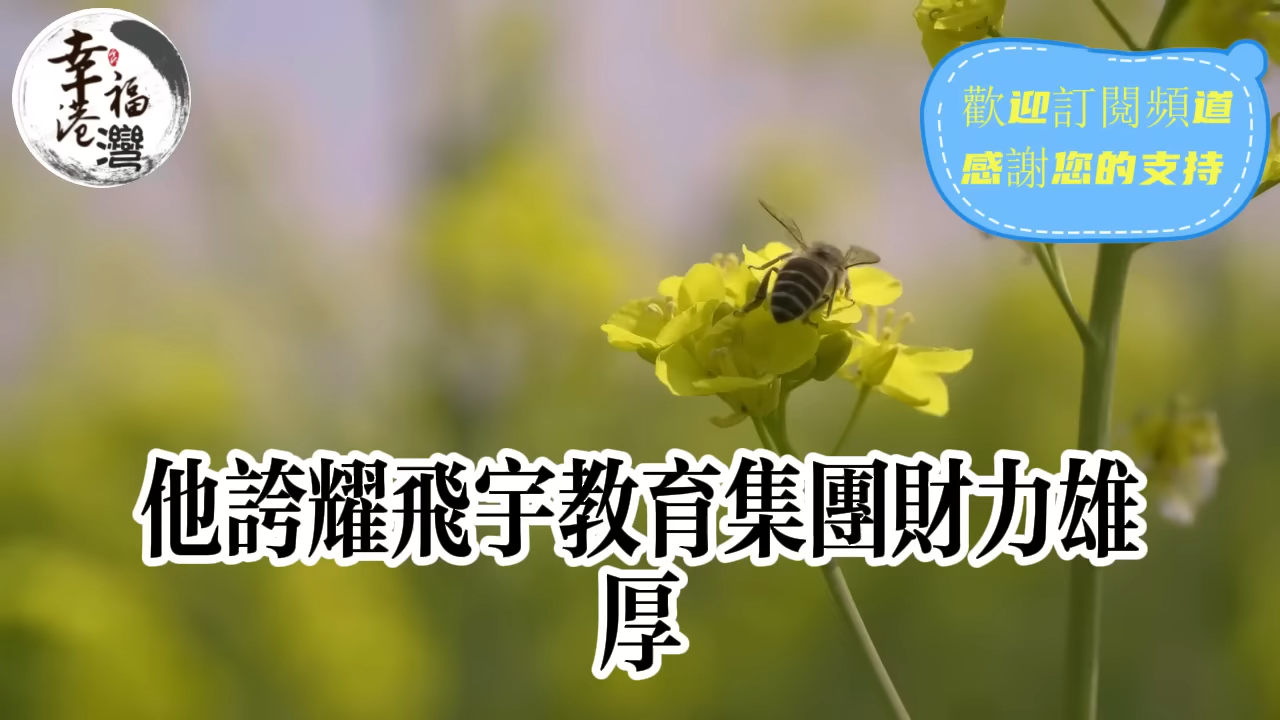 幸福
港灣
歡迎訂閱頻道
感謝您的支持
他誇耀飛宇教育集團財力雄
厚